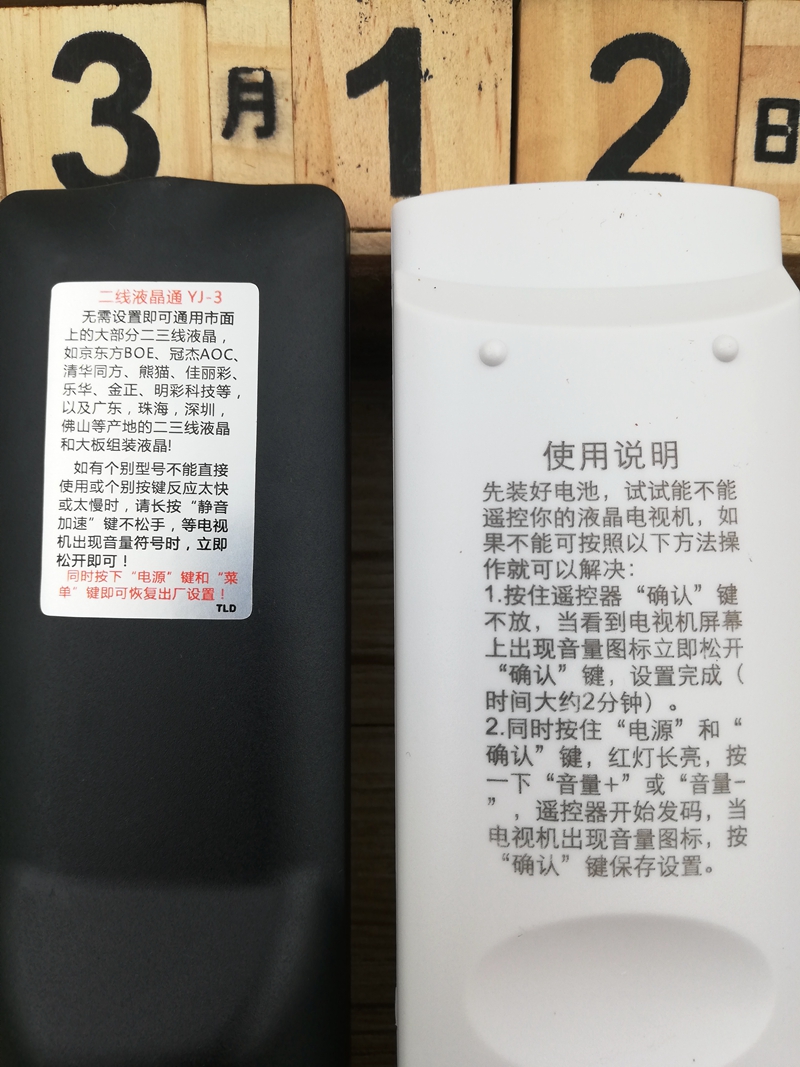 3月12日
二线液晶通 YJ-3
无需设置即可通用市面
上的大部分二三线液晶，
如京东方BOE、冠杰AOC、
清华同方、熊猫、佳丽彩、
乐华、金正、明彩科技等，
以及广东，珠海，深圳，
佛山等产地的二三线液晶
和大板组装液晶!
如有个别型号不能直接
使用或个别按键反应太快
或太慢时，请长按“静音
加速”键不松手，等电视
机出现音量符号时，立即
松开即可！
同时按下“电源”键和“菜
单”键即可恢复出厂设置！
TLD
使用说明
先装好电池，试试能不能
遥控你的液晶电视机，如
果不能可按照以下方法操
作就可以解决：
1.按住遥控器“确认”键
不放，当看到电视机屏幕
上出现音量图标立即松开
“确认”键，设置完成（
时间大约2分钟）。
2.同时按住“电源”和“
确认”键，红灯长亮，按
一下“音量+”或“音量-
”，遥控器开始发码，当
电视机出现音量图标，按
“确认”键保存设置。